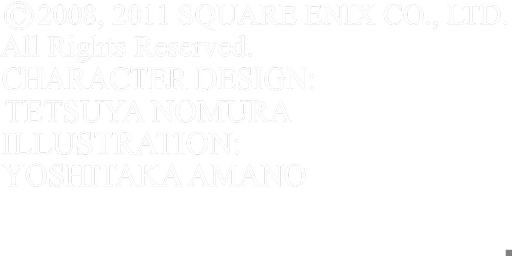 ©2008, 2011 SQUARE ENIX CO., LTD.
All Rights Reserved.
CHARACTER DESIGN:
TETSUYA NOMURA
ILLUSTRATION:
YOSHITAKA AMANO